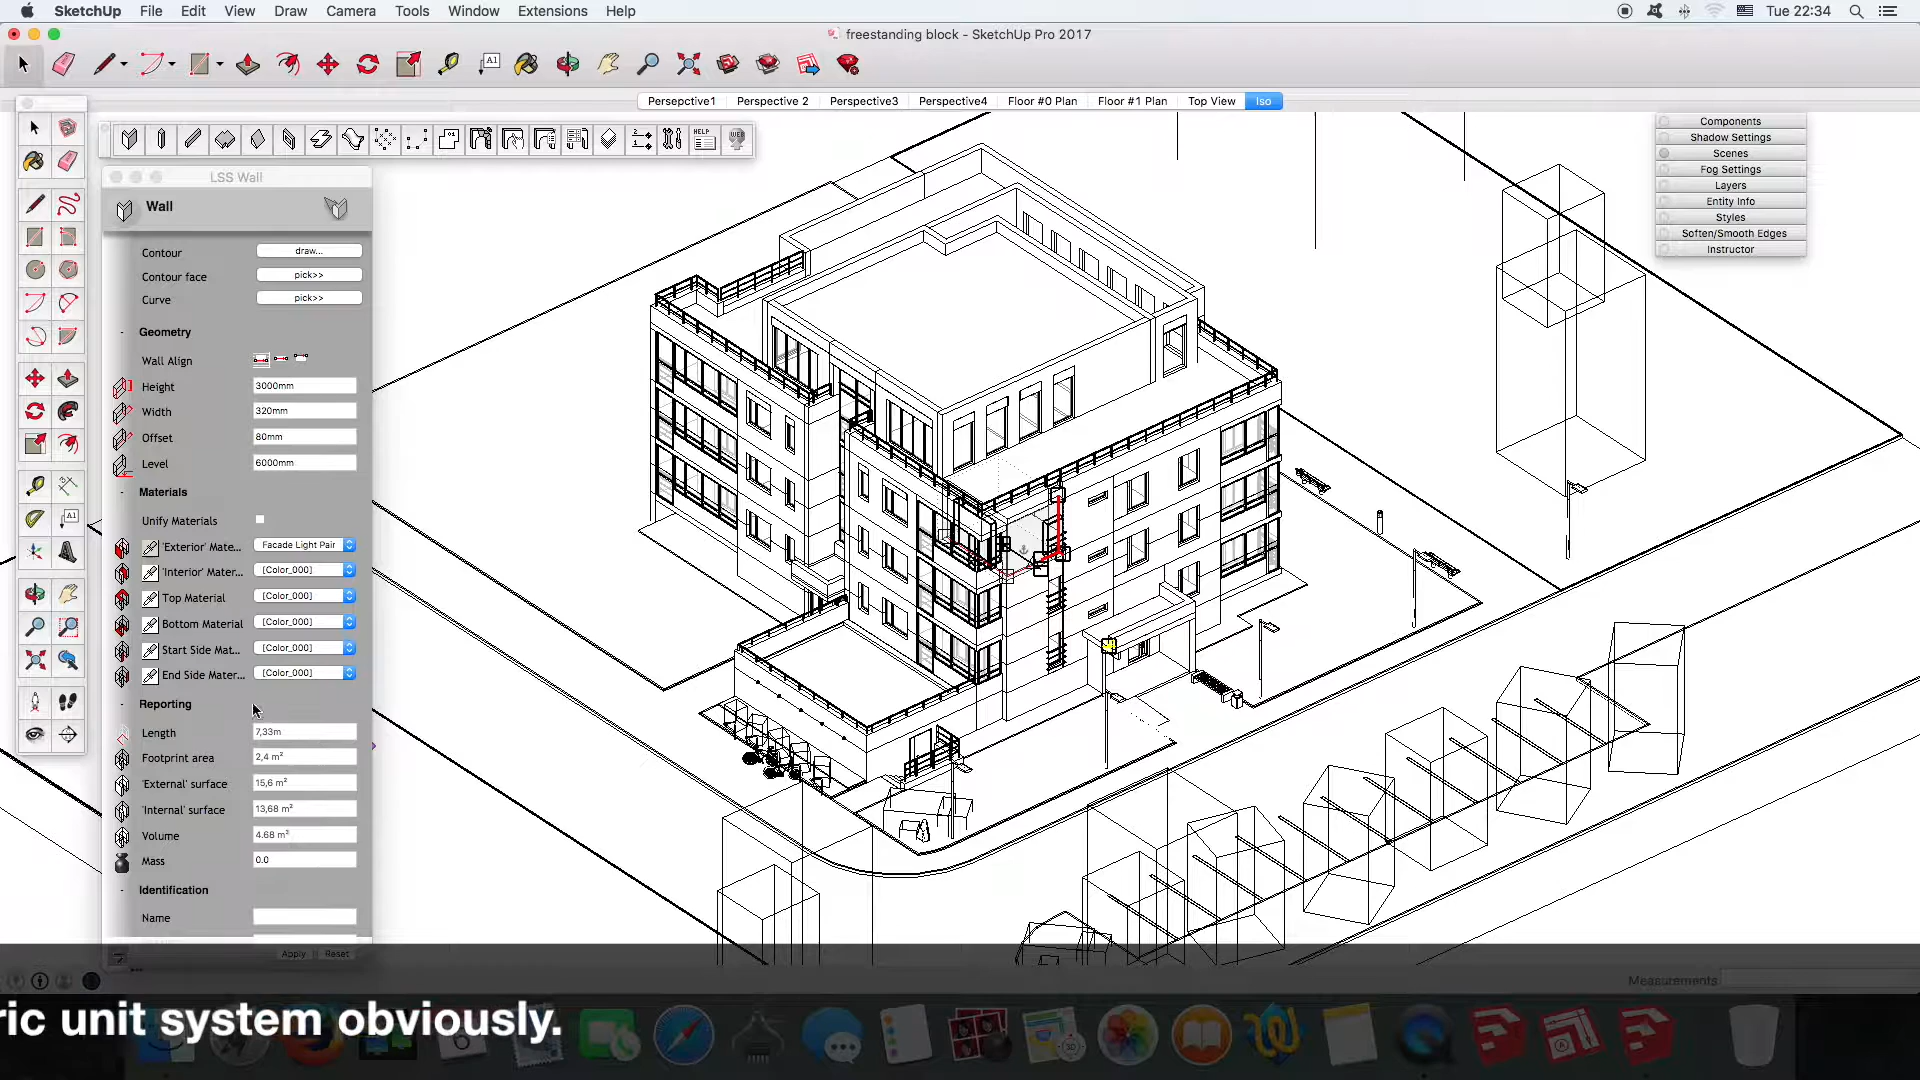 SketchUp File Edit View Draw Camera Tools Window Extensions Help Tue 22:34
freestanding block - SketchUp Pro 2017
A1
Persepctive1 Perspective 2 Perspective3 Perspective4 Floor #0 Plan Floor #1 Plan Top View Iso
HELP WEB
Components
Shadow Settings
Scenes
Fog Settings
Layers
Entity Info
Styles
Soften/Smooth Edges
Instructor
LSS Wall
Wall
Contour draw...
Contour face pick>>
Curve pick>>
- Geometry
Wall Align
Height 3000mm
Width 320mm
Offset 80mm
Level 6000mm
- Materials
Unify Materials
'Exterior' Mate... Facade Light Pair
'Interior' Mater... [Color_000]
Top Material [Color_000]
Bottom Material [Color_000]
Start Side Mat... [Color_000]
End Side Mater... [Color_000]
- Reporting
Length 7,33m
Footprint area 2,4 m²
'External' surface 15,6 m²
'Internal' surface 13,68 m²
Volume 4.68 m³
Mass 0.0
- Identification
Name
Apply Reset
A1
Measurements
ric unit system obviously.